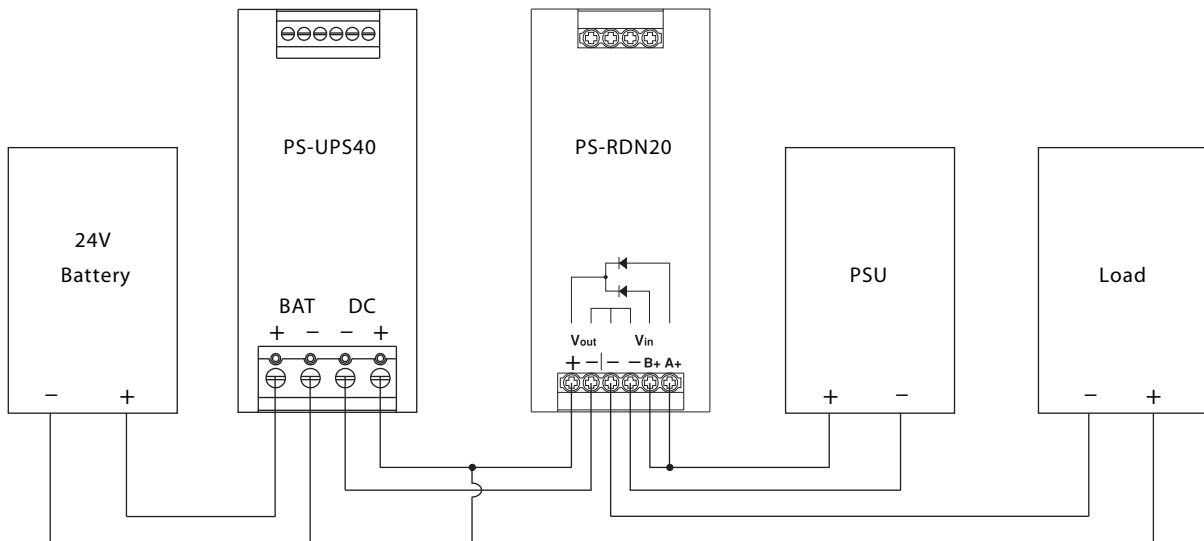 PS-UPS40
PS-RDN20
24V
Battery
PSU
Load
BAT DC
+ − − +
Vout Vin
+ − − − B+ A+
− +
+ −
− +